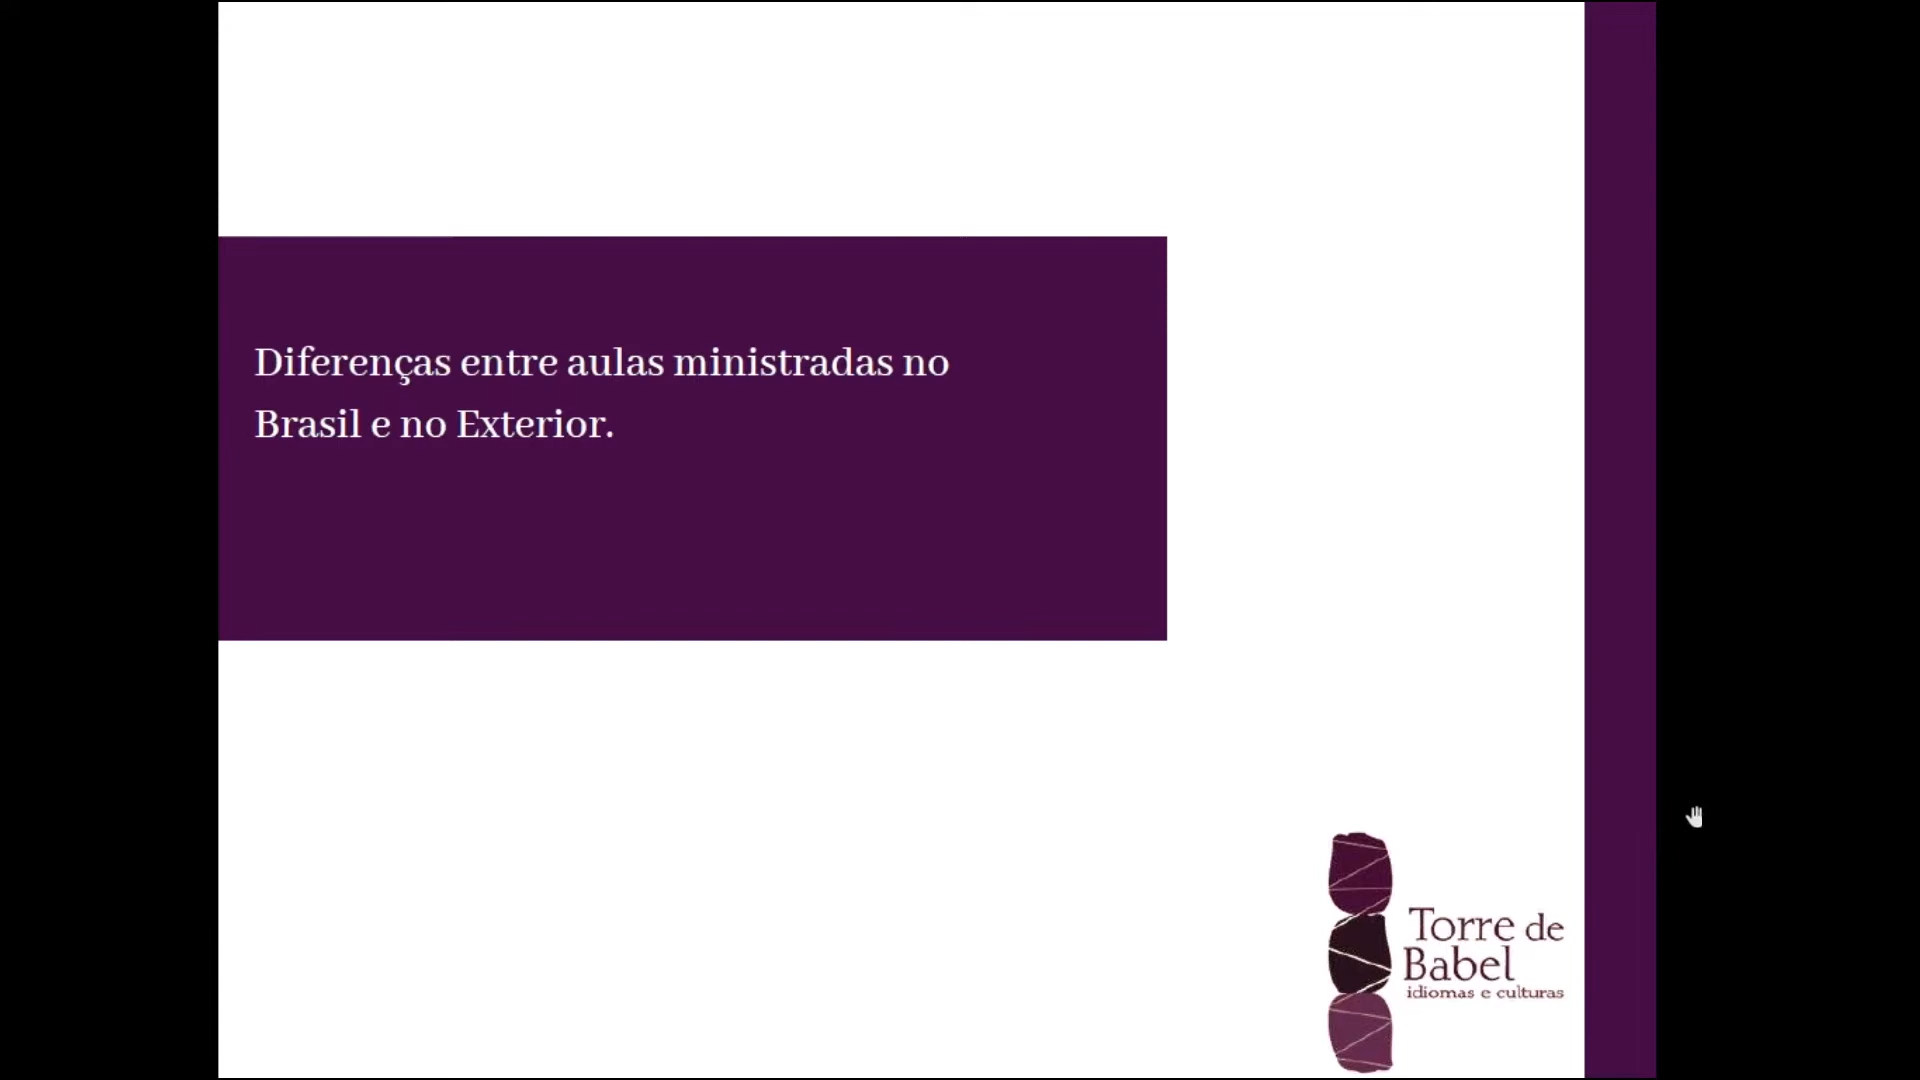 Diferenças entre aulas ministradas no
Brasil e no Exterior.
Torre de
Babel
idiomas e culturas